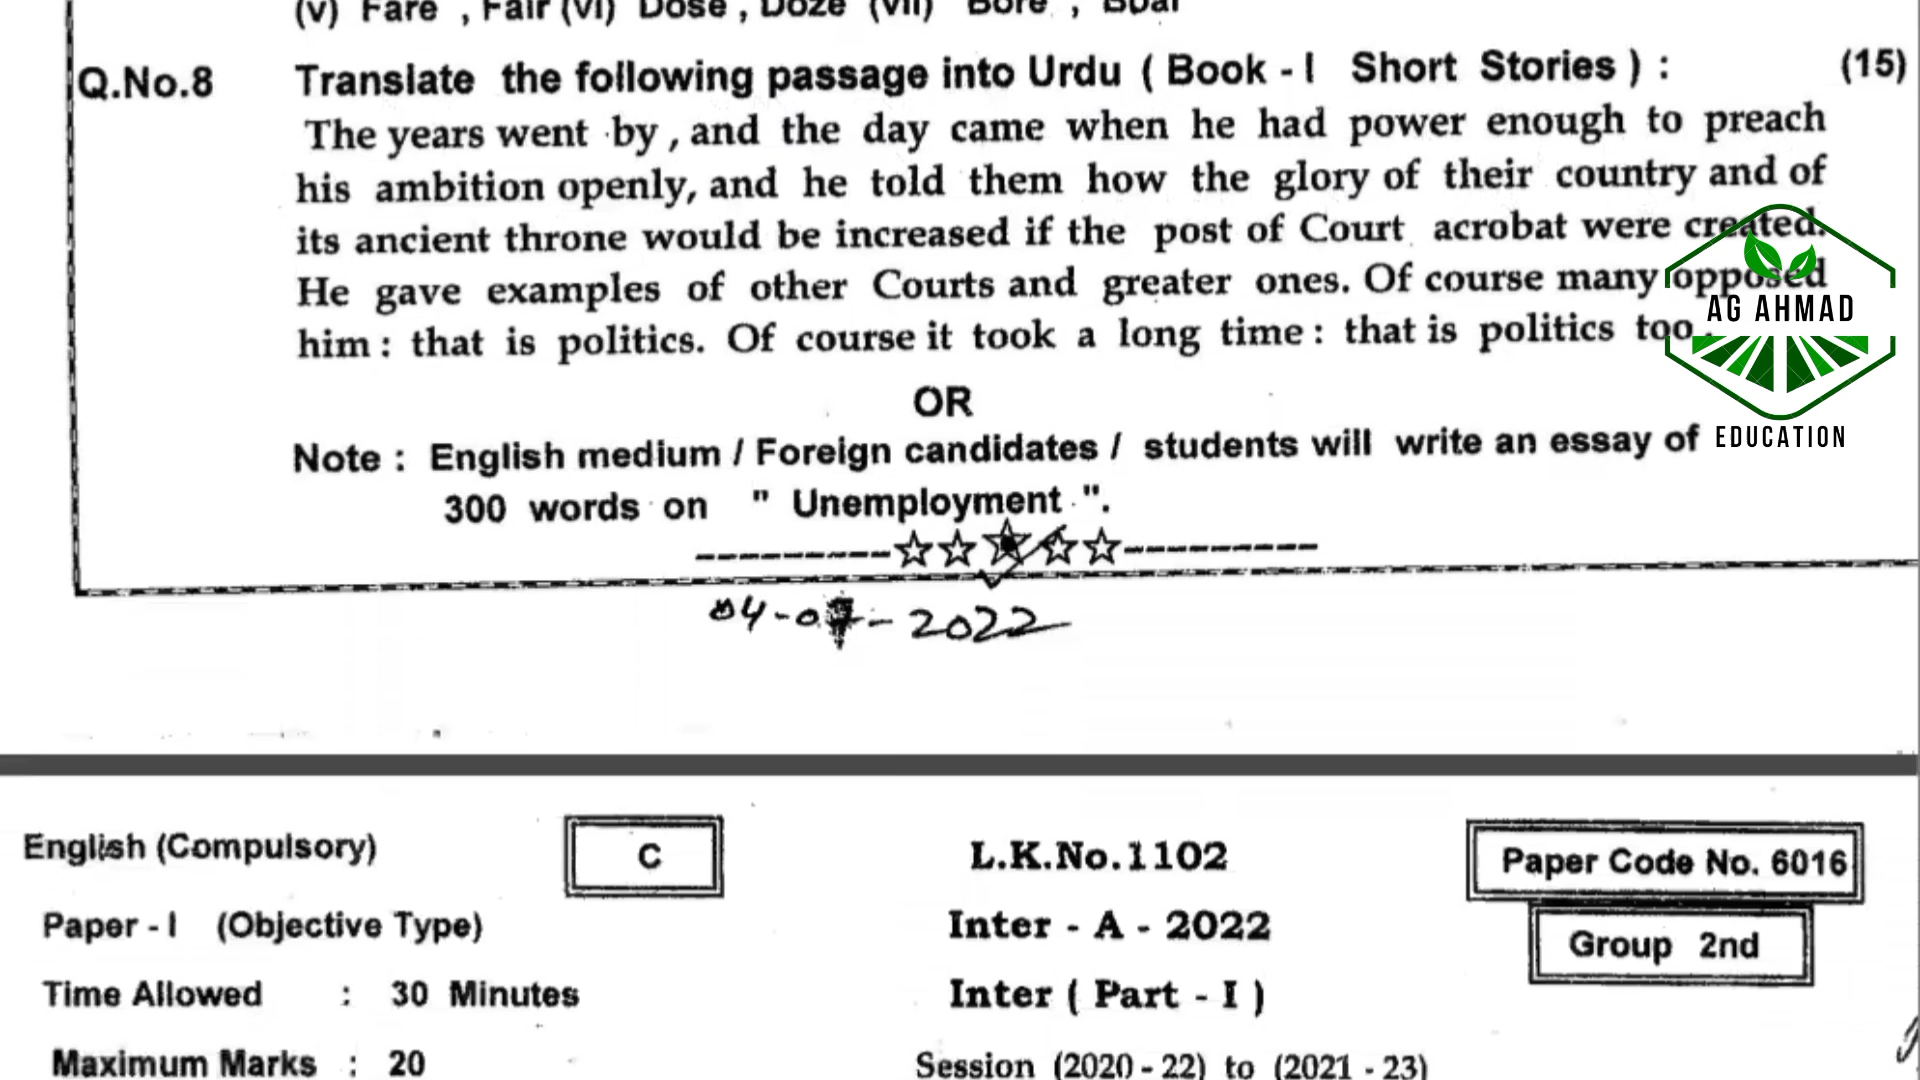 (v) Fare , Fair (vi) Dose , Doze (vii) Bore , Boar
Q.No.8 Translate the following passage into Urdu ( Book - I Short Stories ) : (15)
The years went by , and the day came when he had power enough to preach
his ambition openly, and he told them how the glory of their country and of
its ancient throne would be increased if the post of Court acrobat were created.
He gave examples of other Courts and greater ones. Of course many opposed
him : that is politics. Of course it took a long time : that is politics too.
AG AHMAD
EDUCATION
OR
Note : English medium / Foreign candidates / students will write an essay of
300 words on " Unemployment ".
04-07-2022
English (Compulsory) C L.K.No.1102 Paper Code No. 6016
Paper - I (Objective Type) Inter - A - 2022 Group 2nd
Time Allowed : 30 Minutes Inter ( Part - I )
Maximum Marks : 20 Session (2020 - 22) to (2021 - 23)